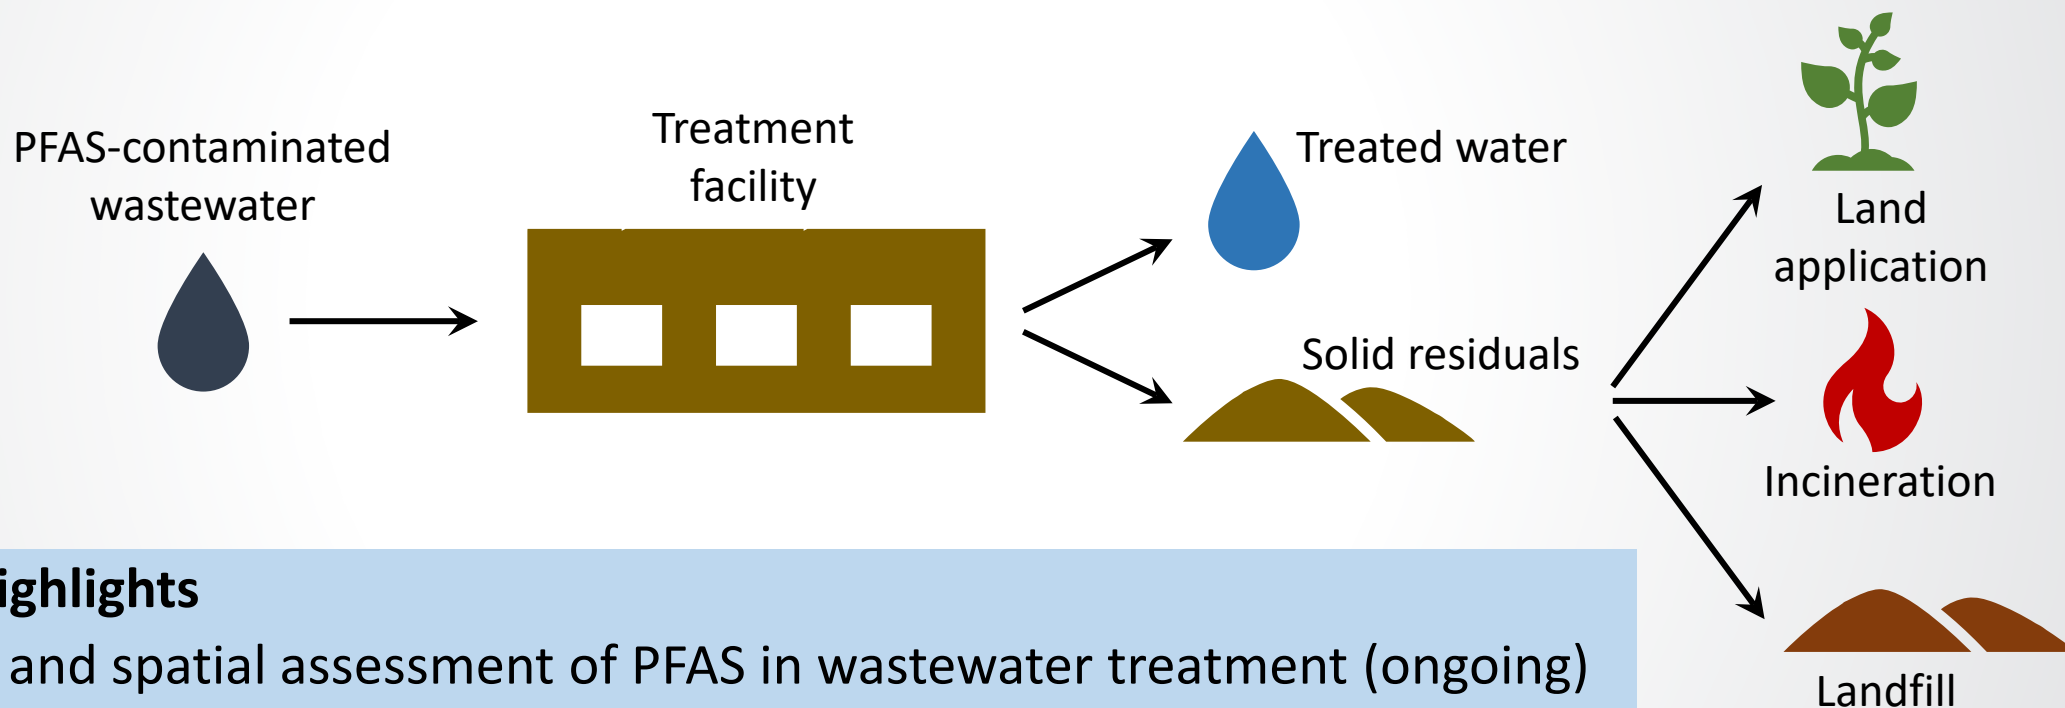 PFAS-contaminated
wastewater
Treatment
facility
Treated water
Solid residuals
Land
application
Incineration
Landfill
ighlights
and spatial assessment of PFAS in wastewater treatment (ongoing)